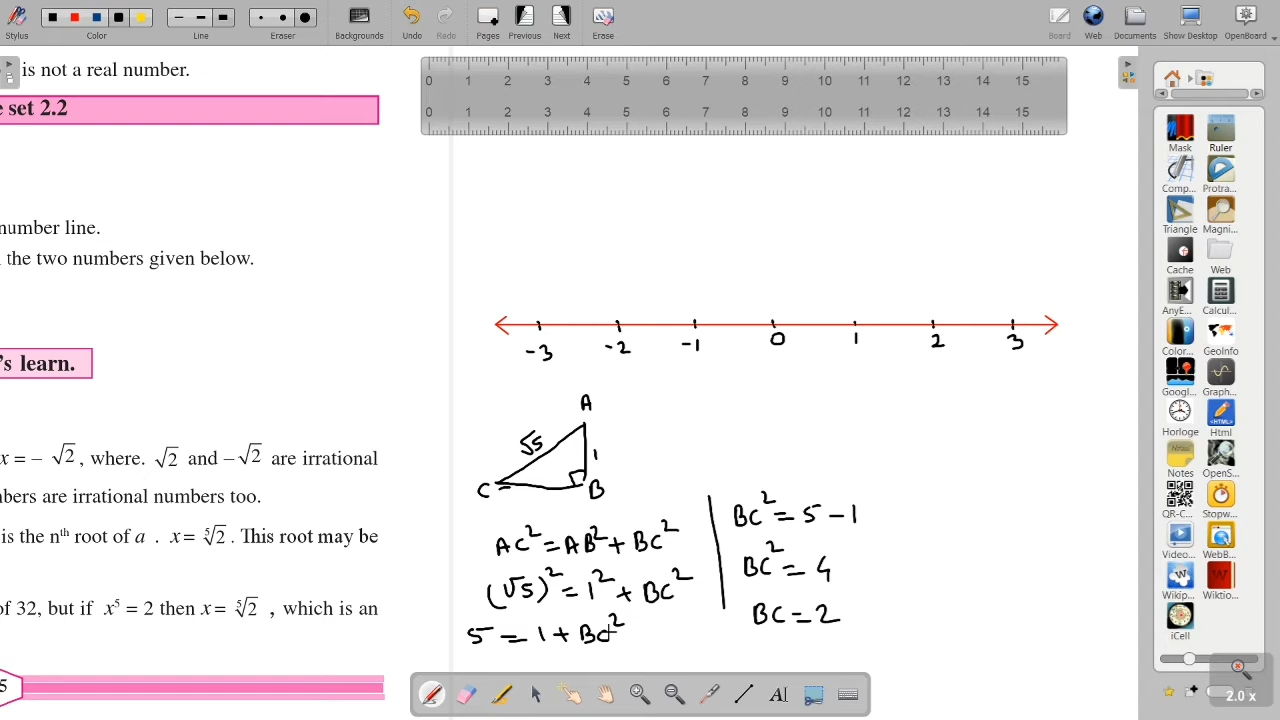 Stylus Color Line Eraser Backgrounds Undo Redo Pages Previous Next Erase Board Web Documents Show Desktop OpenBoard
is not a real number.
e set 2.2
number line.
the two numbers given below.
's learn.
x = – √2, where. √2 and –√2 are irrational
nbers are irrational numbers too.
is the nth root of a . x = ⁵√2. This root may be
of 32, but if x⁵ = 2 then x = ⁵√2 , which is an
5
0 1 2 3 4 5 6 7 8 9 10 11 12 13 14 15
0 1 2 3 4 5 6 7 8 9 10 11 12 13 14 15
-3 -2 -1 0 1 2 3
A
√5
1
C B
AC² = AB² + BC²
(√5)² = 1² + BC²
5 = 1 + BC²
BC² = 5 - 1
BC² = 4
BC = 2
AI
Mask Ruler
Comp... Protra...
Triangle Magni...
Cache Web
AnyE... Calcul...
Color... GeoInfo
Googl... Graph...
Horloge Html
Notes OpenS...
QR-C... Stopw...
Video... WebB...
Wikip... Wiktio...
iCell
2.0 x